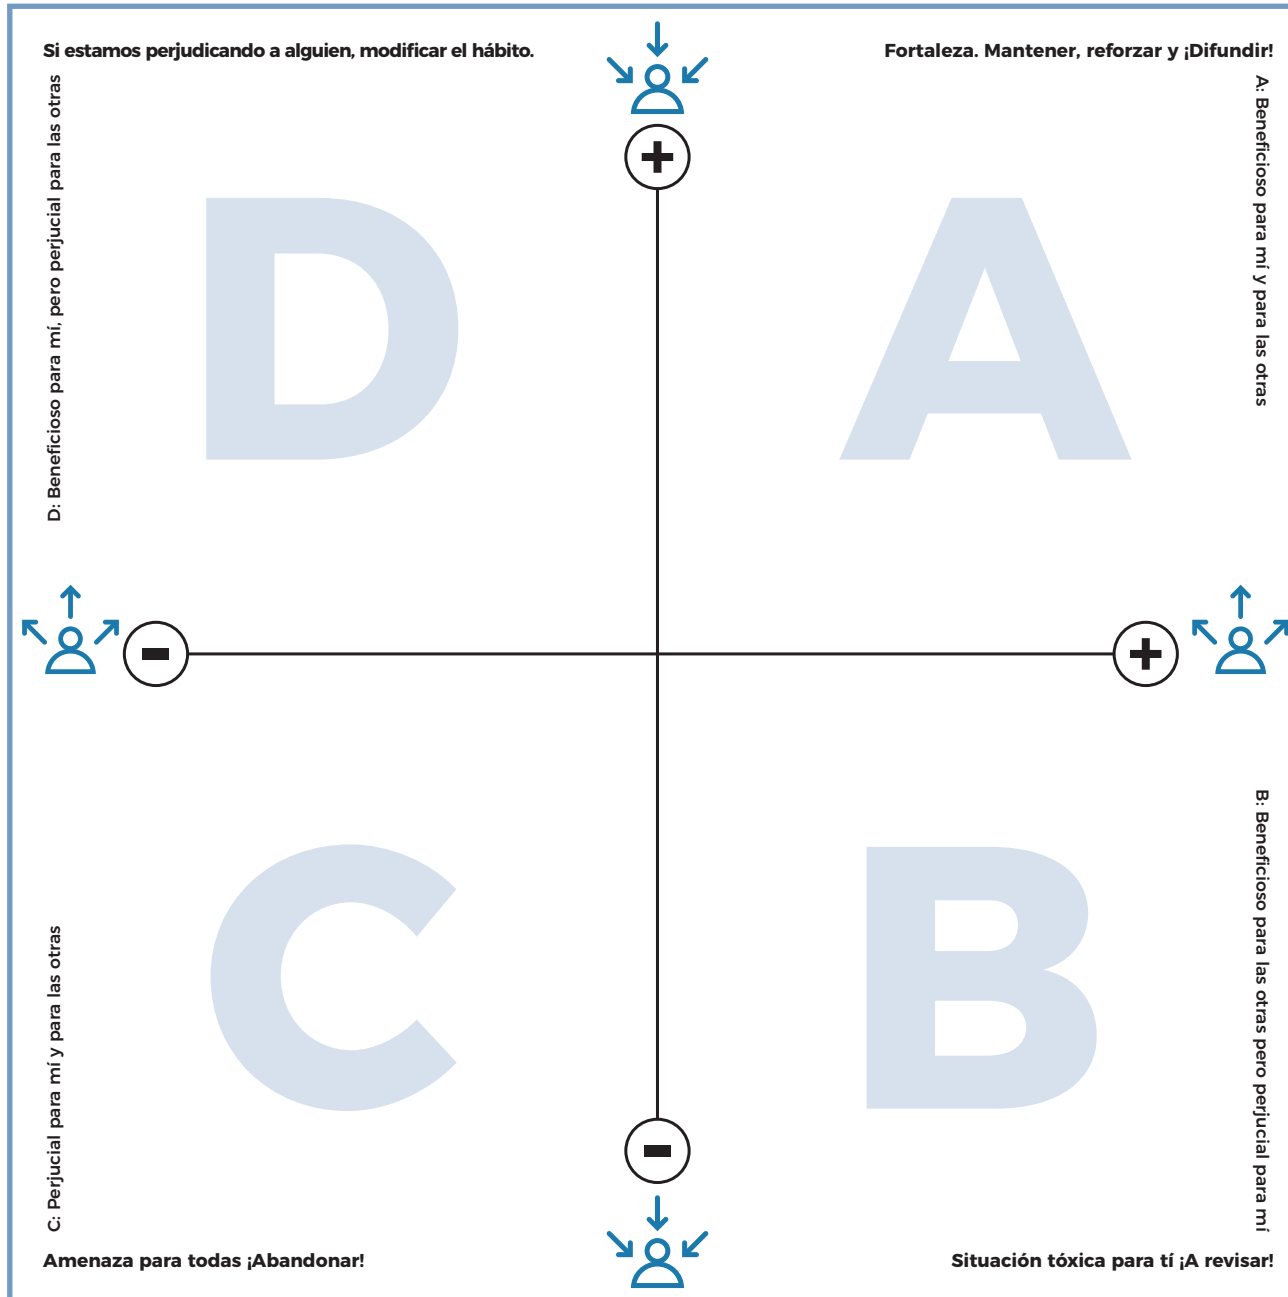 Si estamos perjudicando a alguien, modificar el hábito.
Fortaleza. Mantener, reforzar y ¡Difundir!
D: Beneficioso para mí, pero perjucial para las otras
A: Beneficioso para mí y para las otras
D
A
C
B
C: Perjucial para mí y para las otras
B: Beneficioso para las otras pero perjucial para mí
Amenaza para todas ¡Abandonar!
Situación tóxica para tí ¡A revisar!